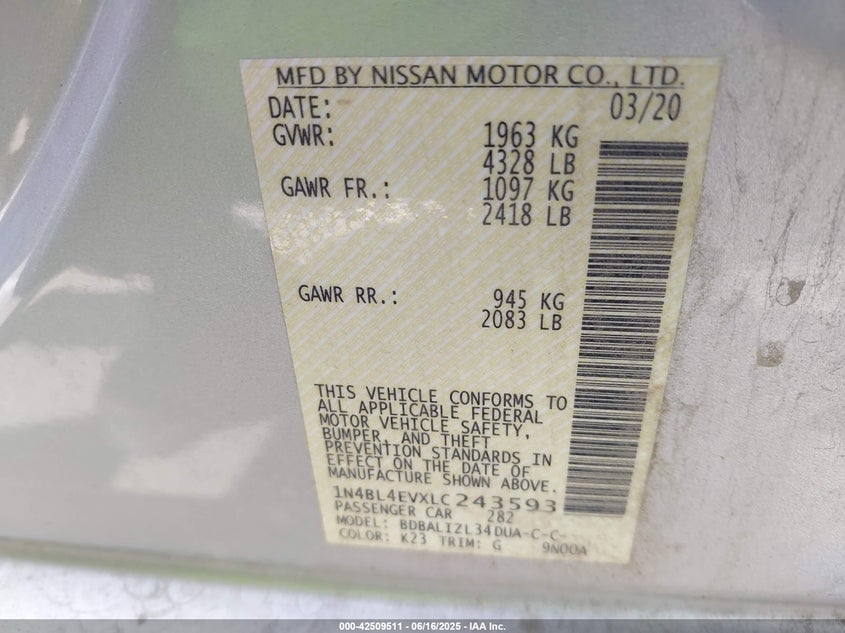 MFD BY NISSAN MOTOR CO., LTD.
DATE: 03/20
GVWR: 1963 KG
4328 LB
GAWR FR.: 1097 KG
2418 LB
GAWR RR.: 945 KG
2083 LB
THIS VEHICLE CONFORMS TO
ALL APPLICABLE FEDERAL
MOTOR VEHICLE SAFETY,
BUMPER, AND THEFT
PREVENTION STANDARDS IN
EFFECT ON THE DATE OF
MANUFACTURE SHOWN ABOVE.
1N4BL4EVXLC243593
PASSENGER CAR 282
MODEL: BDBALIZL34DUA-C-C-
COLOR: K23 TRIM: G 9N00A
000-42509511 - 06/16/2025 - IAA Inc.